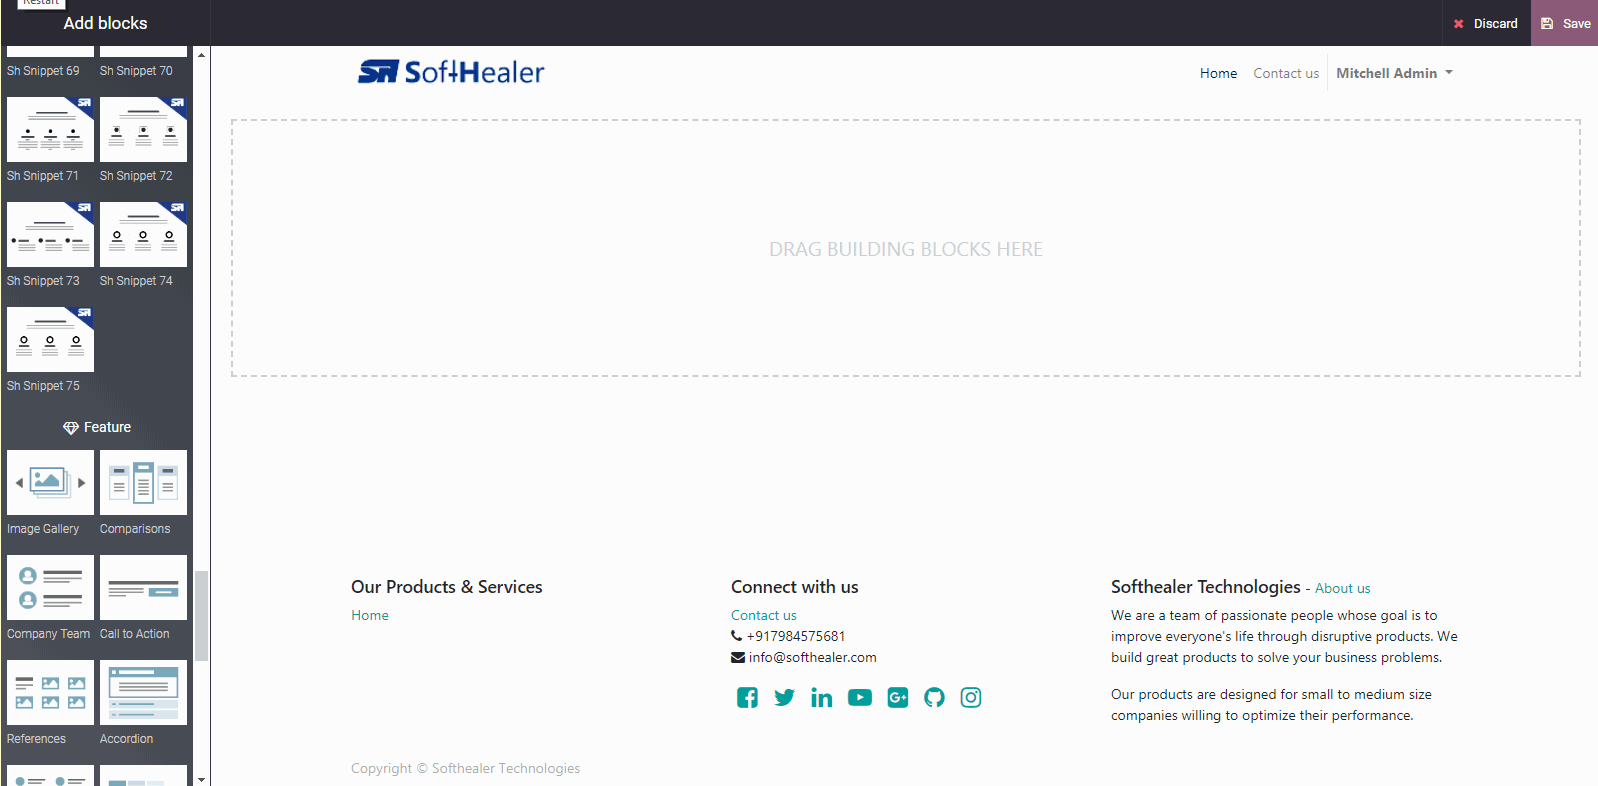 Restart
Add blocks
Discard
Save
Sh Snippet 69
Sh Snippet 70
Sh Snippet 71
Sh Snippet 72
Sh Snippet 73
Sh Snippet 74
Sh Snippet 75
Feature
Image Gallery
Comparisons
Company Team
Call to Action
References
Accordion
SoftHealer
Home
Contact us
Mitchell Admin
DRAG BUILDING BLOCKS HERE
Our Products & Services
Home
Connect with us
Contact us
+917984575681
info@softhealer.com
Softhealer Technologies - About us
We are a team of passionate people whose goal is to
improve everyone's life through disruptive products. We
build great products to solve your business problems.
Our products are designed for small to medium size
companies willing to optimize their performance.
Copyright © Softhealer Technologies